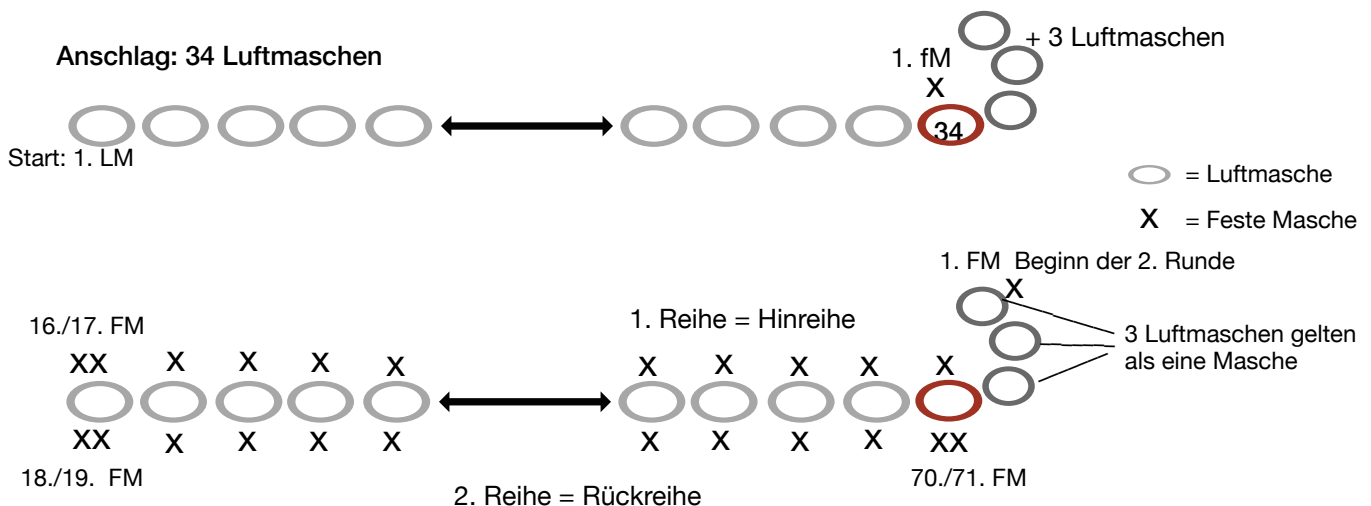 + 3 Luftmaschen
Anschlag: 34 Luftmaschen
1. fM
X
34
Start: 1. LM
= Luftmasche
X = Feste Masche
1. FM Beginn der 2. Runde
X
16./17. FM
1. Reihe = Hinreihe
3 Luftmaschen gelten
als eine Masche
XX X X X X X X X X X
XX X X X X X X X X XX
18./19. FM
70./71. FM
2. Reihe = Rückreihe